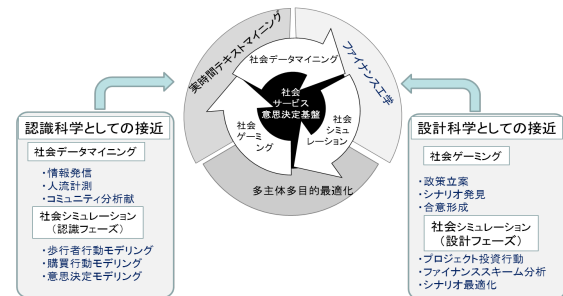 実時間テキストマイニング
ファイナンス工学
社会データマイニング
社会
サービス
意思決定基盤
社会
ゲーミ
ング
社会
シミュ
レーション
多主体多目的最適化
認識科学としての接近
社会データマイニング
・情報発信
・人流計測
・コミュニティ分析献
社会シミュレーション
（認識フェーズ）
・歩行者行動モデリング
・購買行動モデリング
・意思決定モデリング
設計科学としての接近
社会ゲーミング
・政策立案
・シナリオ発見
・合意形成
社会シミュレーション
（設計フェーズ）
・プロジェクト投資行動
・ファイナンススキーム分析
・シナリオ最適化